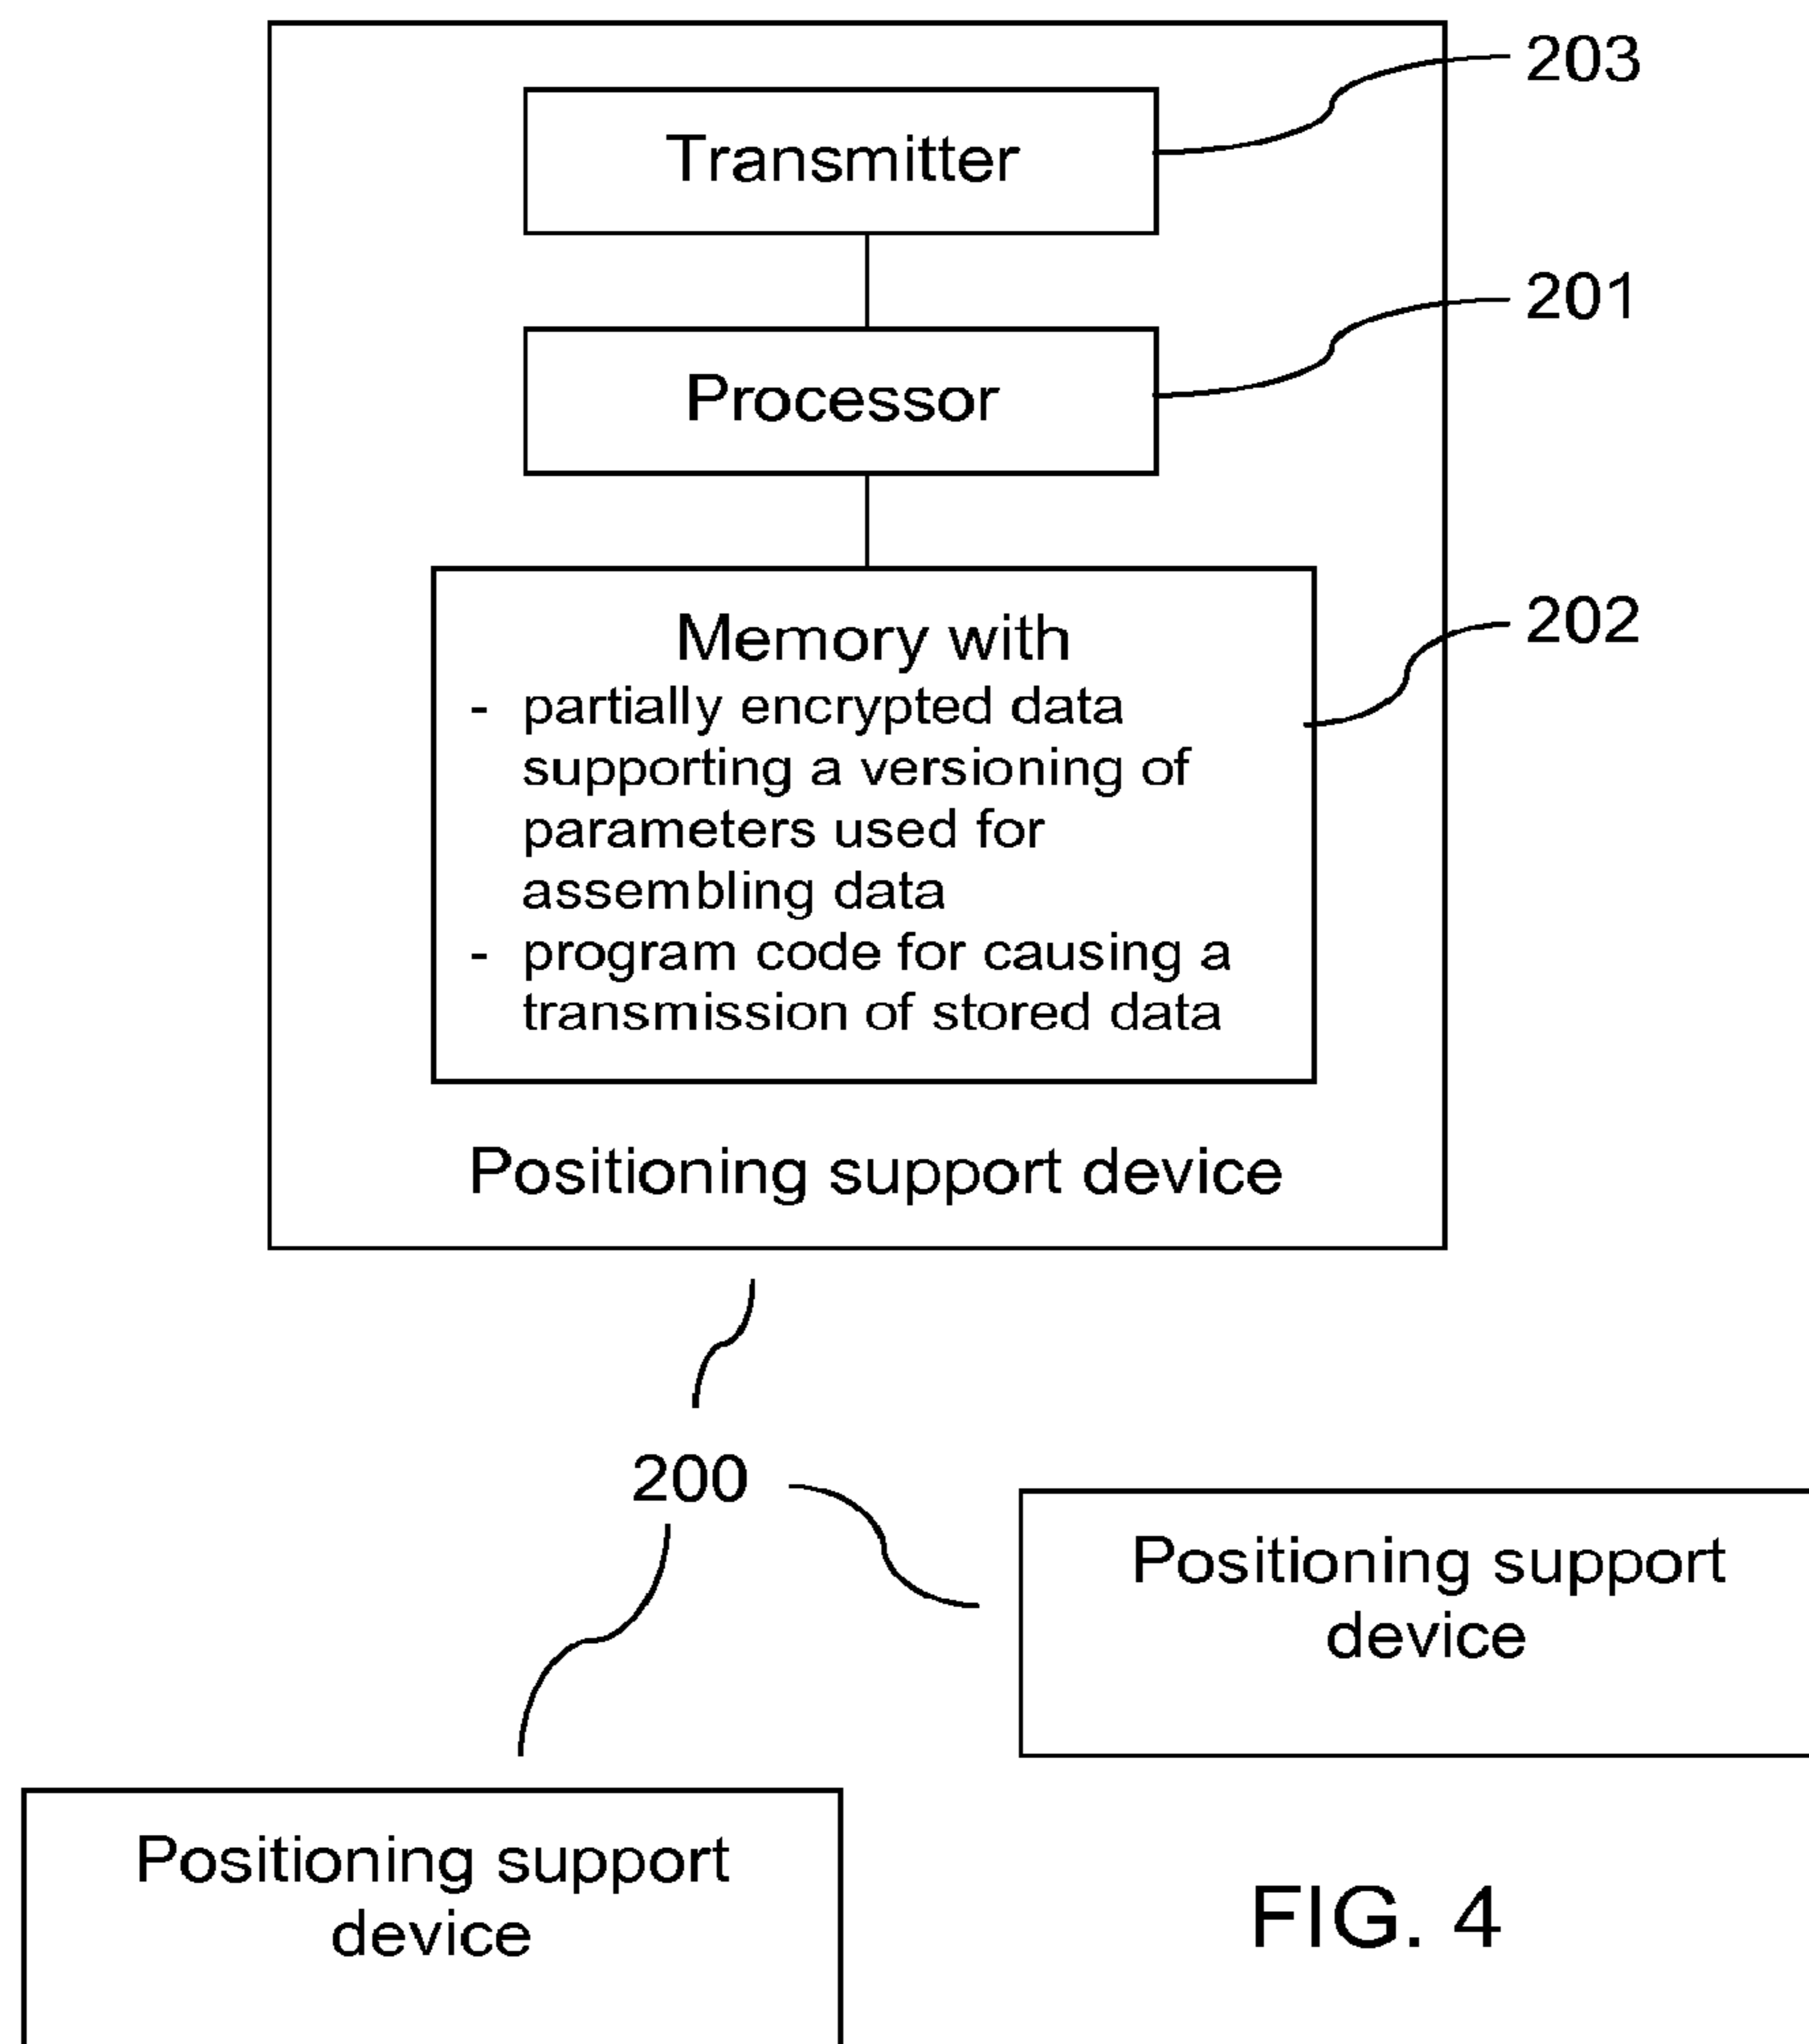 203
Transmitter
201
Processor
202
Memory with
- partially encrypted data
supporting a versioning of
parameters used for
assembling data
- program code for causing a
transmission of stored data
Positioning support device
200
Positioning support
device
Positioning support
device
FIG. 4